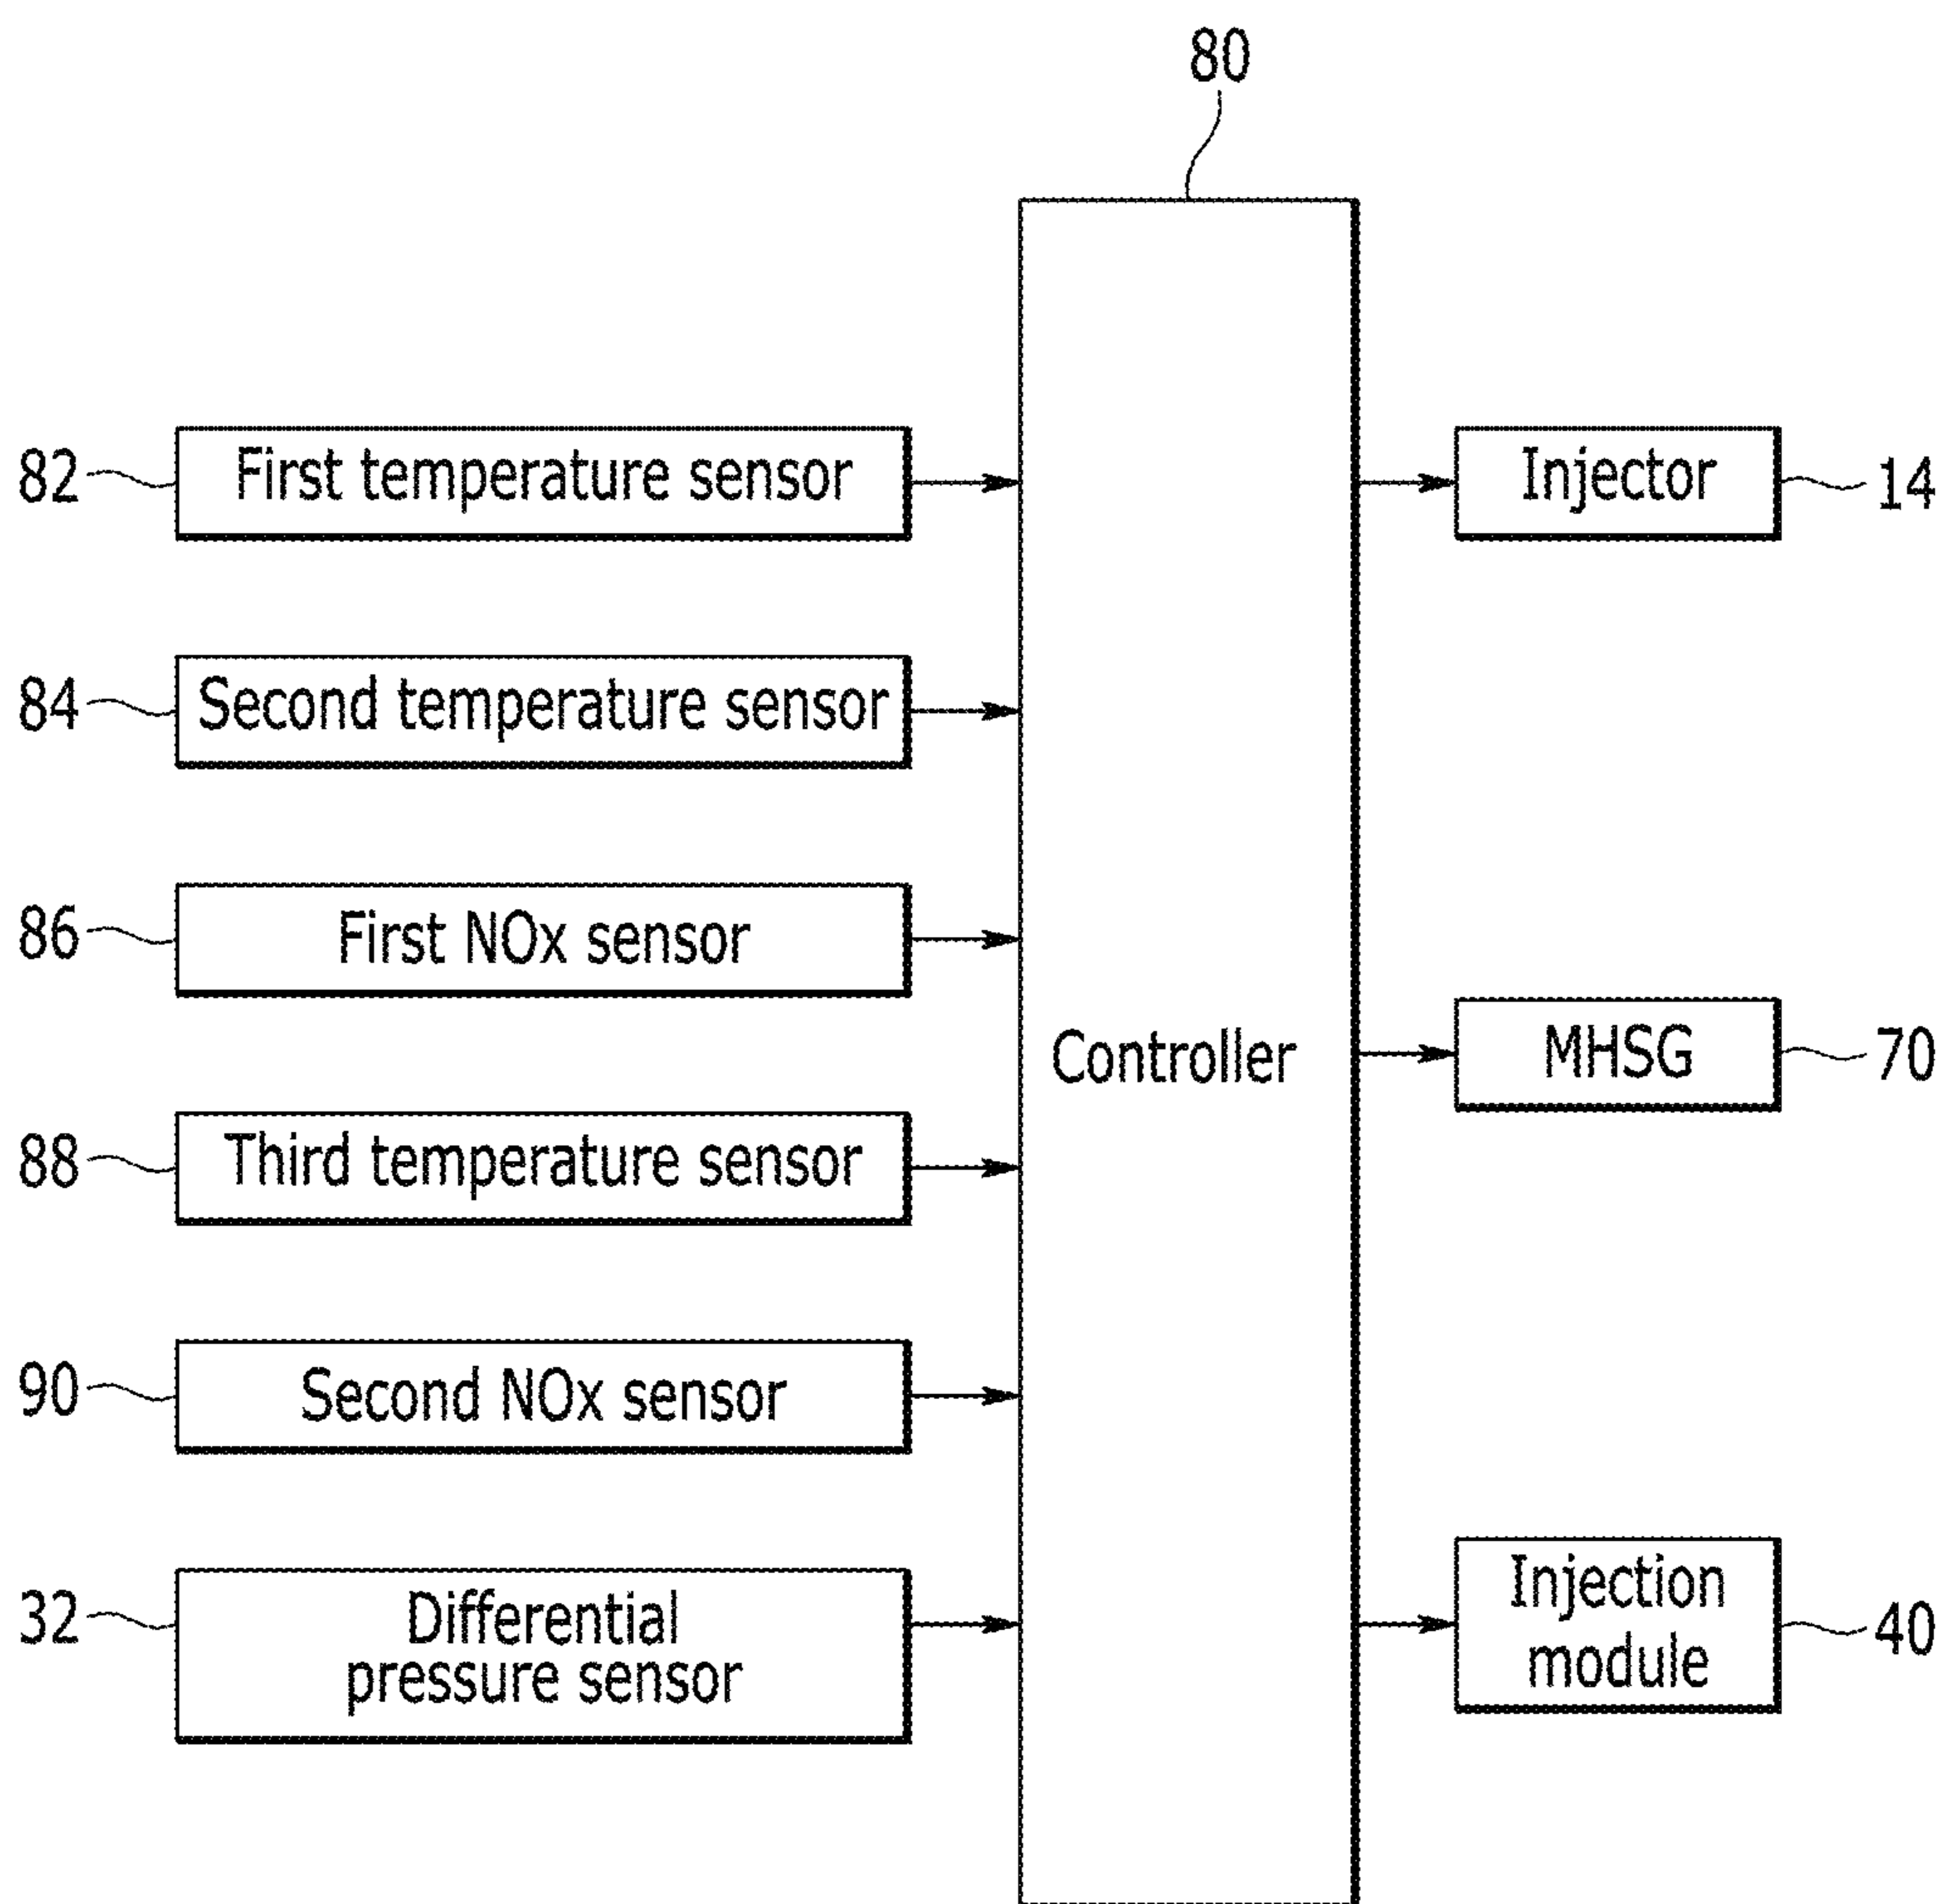 80
82
First temperature sensor
Injector
14
84
Second temperature sensor
86
First NOx sensor
Controller
MHSG
70
88
Third temperature sensor
90
Second NOx sensor
32
Differential
pressure sensor
Injection
module
40